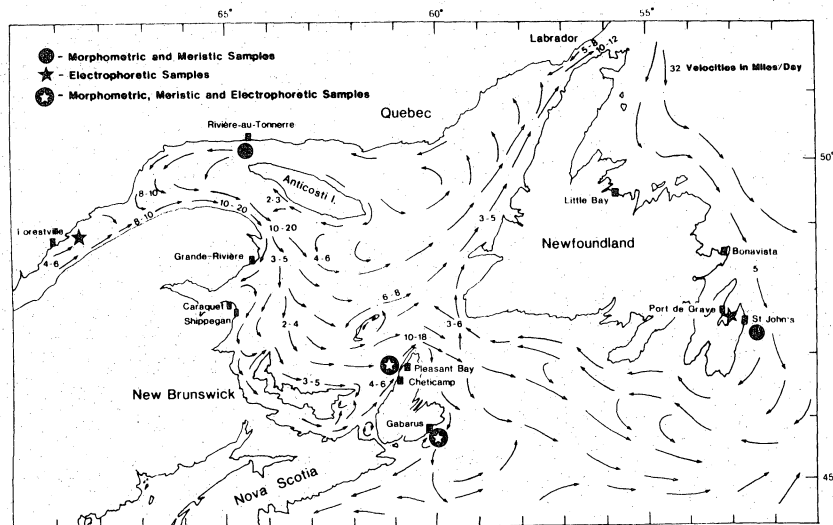 65°
60°
55°
- Morphometric and Meristic Samples
- Electrophoretic Samples
- Morphometric, Meristic and Electrophoretic Samples
Labrador
5-8
10-12
32 Velocities in Miles/Day
Quebec
Rivière-au-Tonnerre
50°
Anticosti I.
8-10
2-3
Little Bay
3-5
Forestville
8-10
10-20
10-20
Newfoundland
Bonavista
4-6
Grande-Rivière
3-5
4-6
5
6-8
Caraquet
Shippegan
Port de Grave
St John's
2-4
3-6
10-18
Pleasant Bay
3-5
4-6
Cheticamp
New Brunswick
Gabarus
Nova Scotia
45°